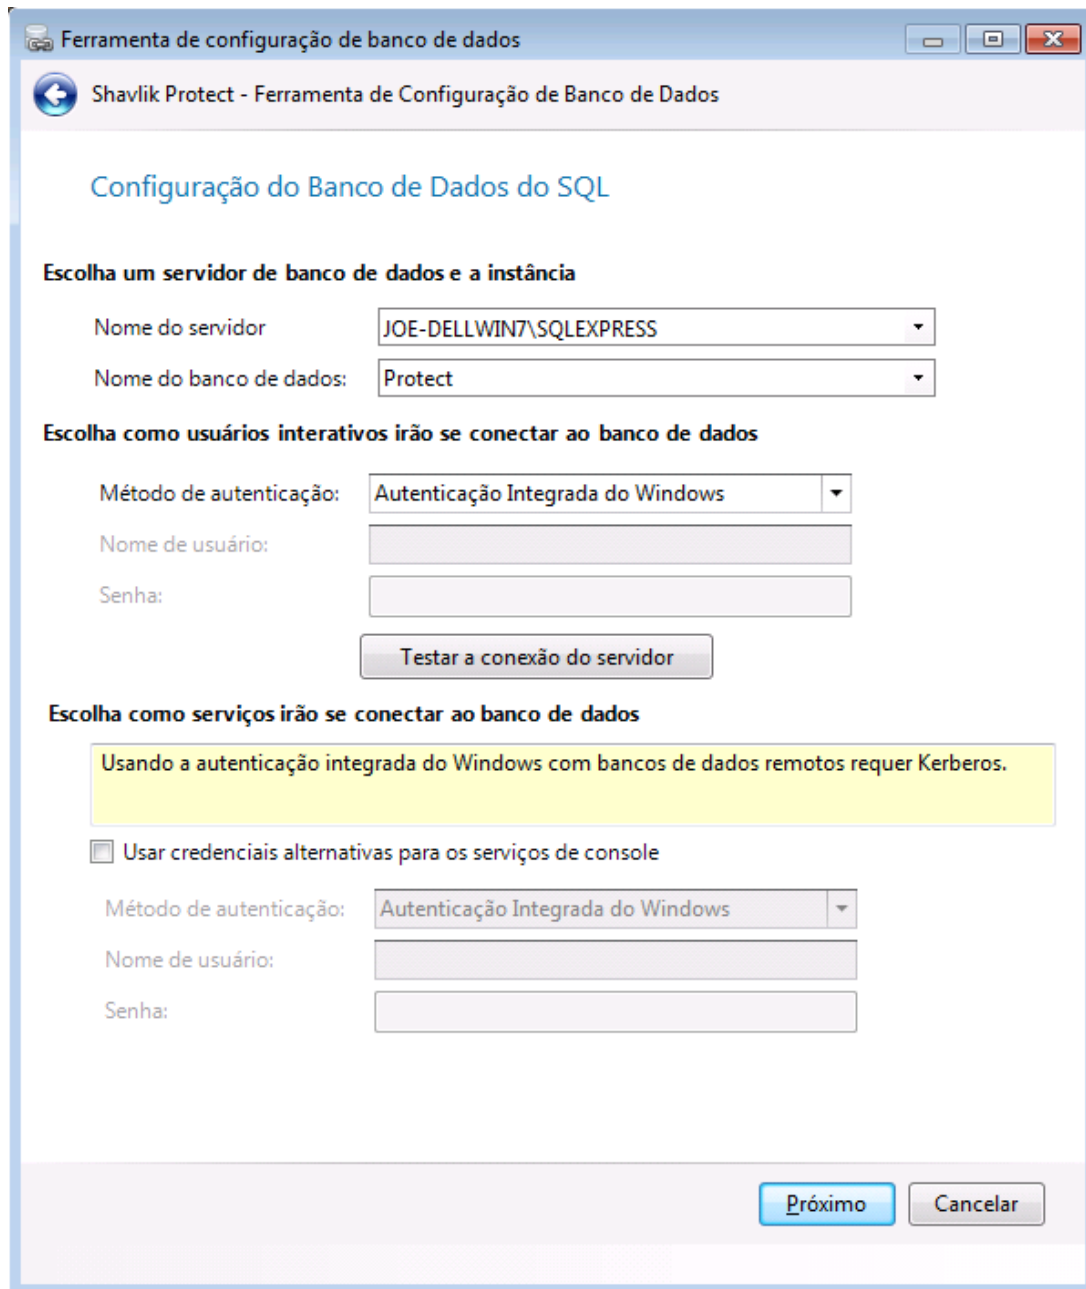 Ferramenta de configuração de banco de dados
Shavlik Protect - Ferramenta de Configuração de Banco de Dados
Configuração do Banco de Dados do SQL
Escolha um servidor de banco de dados e a instância
Nome do servidor JOE-DELLWIN7\SQLEXPRESS
Nome do banco de dados: Protect
Escolha como usuários interativos irão se conectar ao banco de dados
Método de autenticação: Autenticação Integrada do Windows
Nome de usuário:
Senha:
Testar a conexão do servidor
Escolha como serviços irão se conectar ao banco de dados
Usando a autenticação integrada do Windows com bancos de dados remotos requer Kerberos.
Usar credenciais alternativas para os serviços de console
Método de autenticação: Autenticação Integrada do Windows
Nome de usuário:
Senha:
Próximo Cancelar